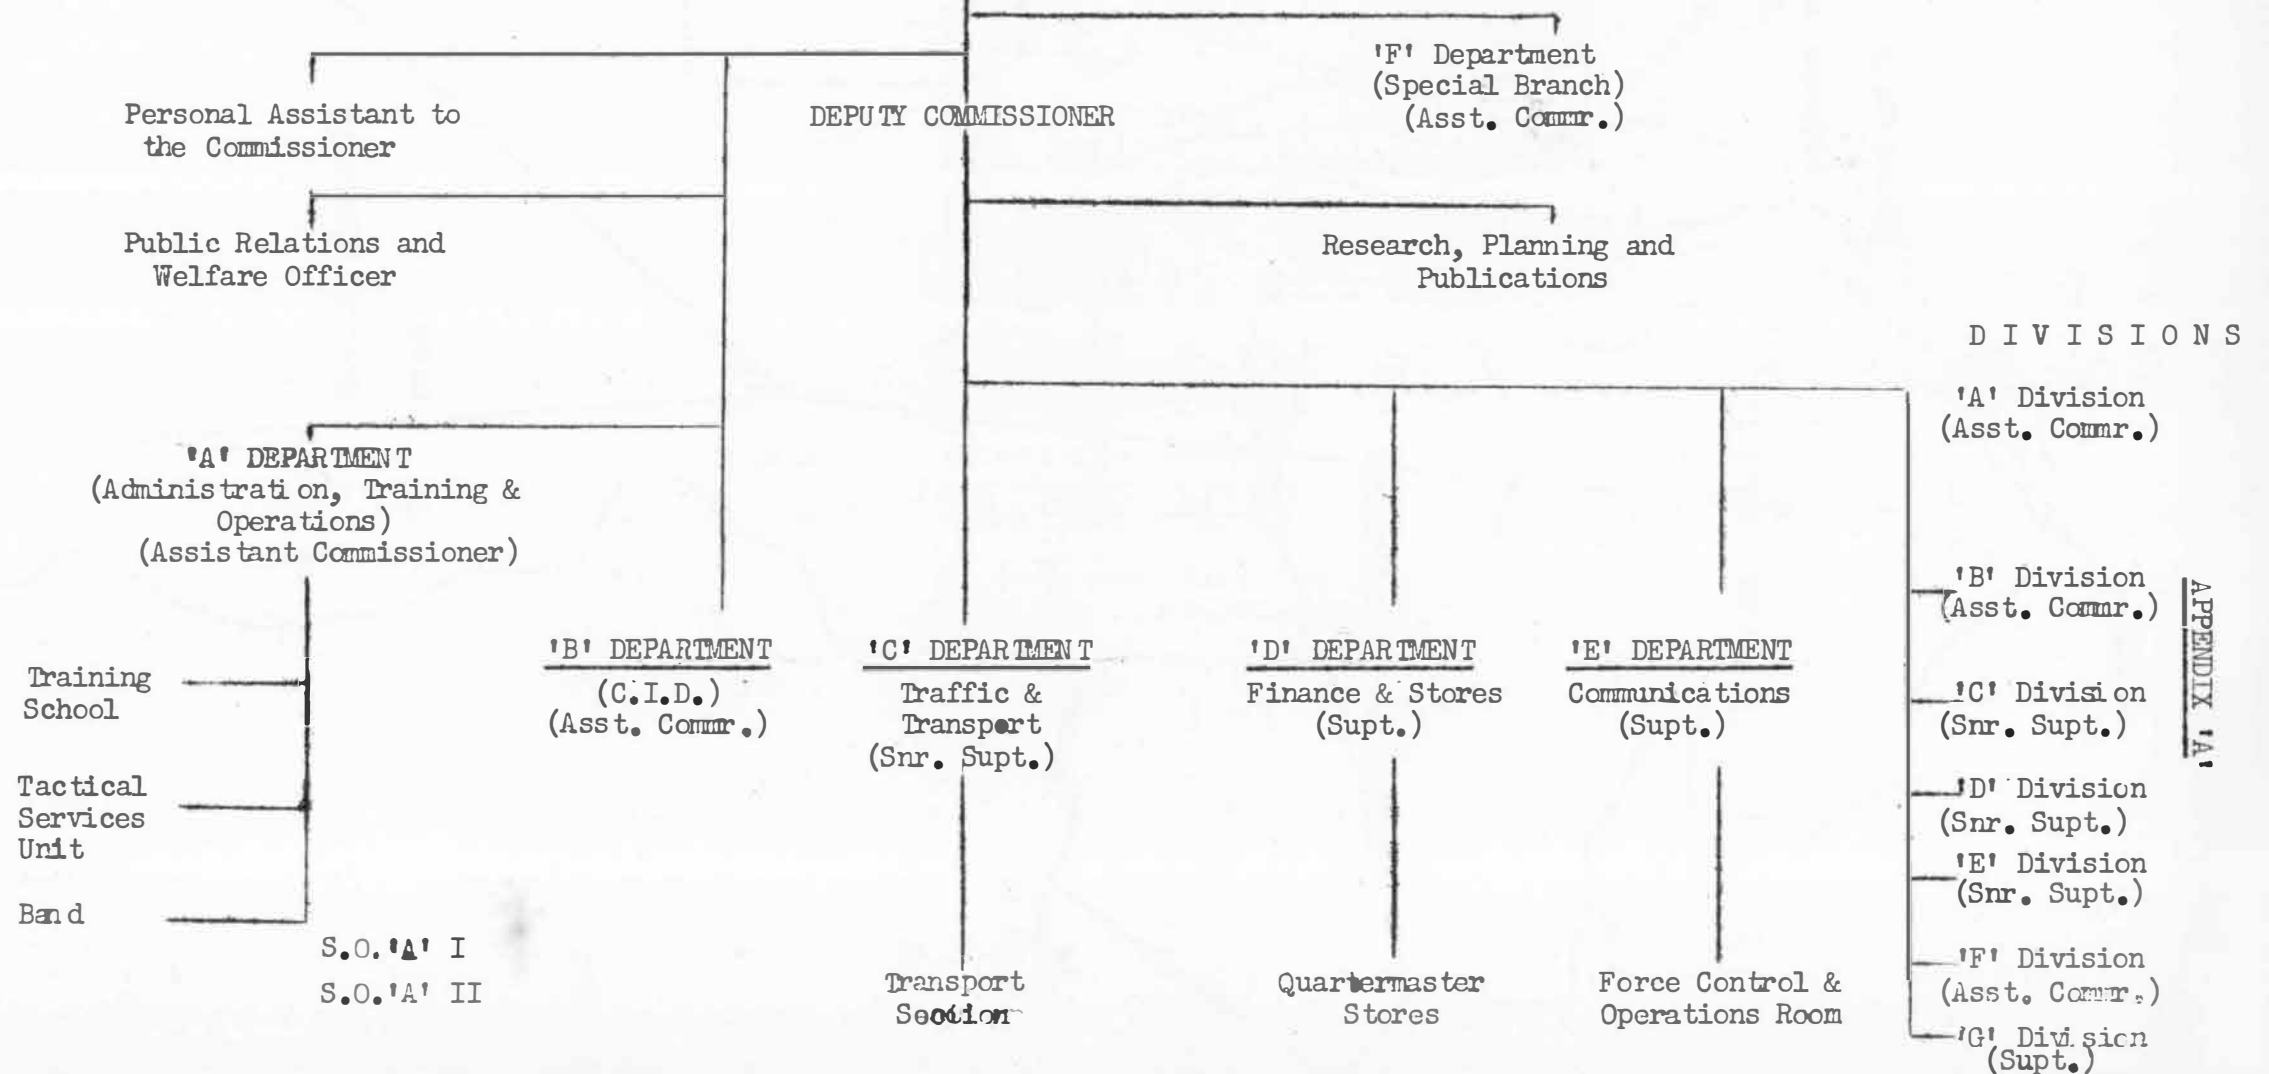 'F' Department
(Special Branch)
(Asst. Commr.)
Personal Assistant to
the Commissioner
DEPUTY COMMISSIONER
Public Relations and
Welfare Officer
Research, Planning and
Publications
DIVISIONS
'A' Division
(Asst. Commr.)
'A' DEPARTMENT
(Administration, Training &
Operations)
(Assistant Commissioner)
'B' Division
(Asst. Commr.)
APPENDIX 'A'
Training
School
'B' DEPARTMENT
(C.I.D.)
(Asst. Commr.)
'C' DEPARTMENT
Traffic &
Transport
(Snr. Supt.)
'D' DEPARTMENT
Finance & Stores
(Supt.)
'E' DEPARTMENT
Communications
(Supt.)
'C' Division
(Snr. Supt.)
Tactical
Services
Unit
'D' Division
(Snr. Supt.)
'E' Division
(Snr. Supt.)
Band
S.O.'A' I
S.O.'A' II
Transport
Section
Quartermaster
Stores
Force Control &
Operations Room
'F' Division
(Asst. Commr.)
'G' Division
(Supt.)